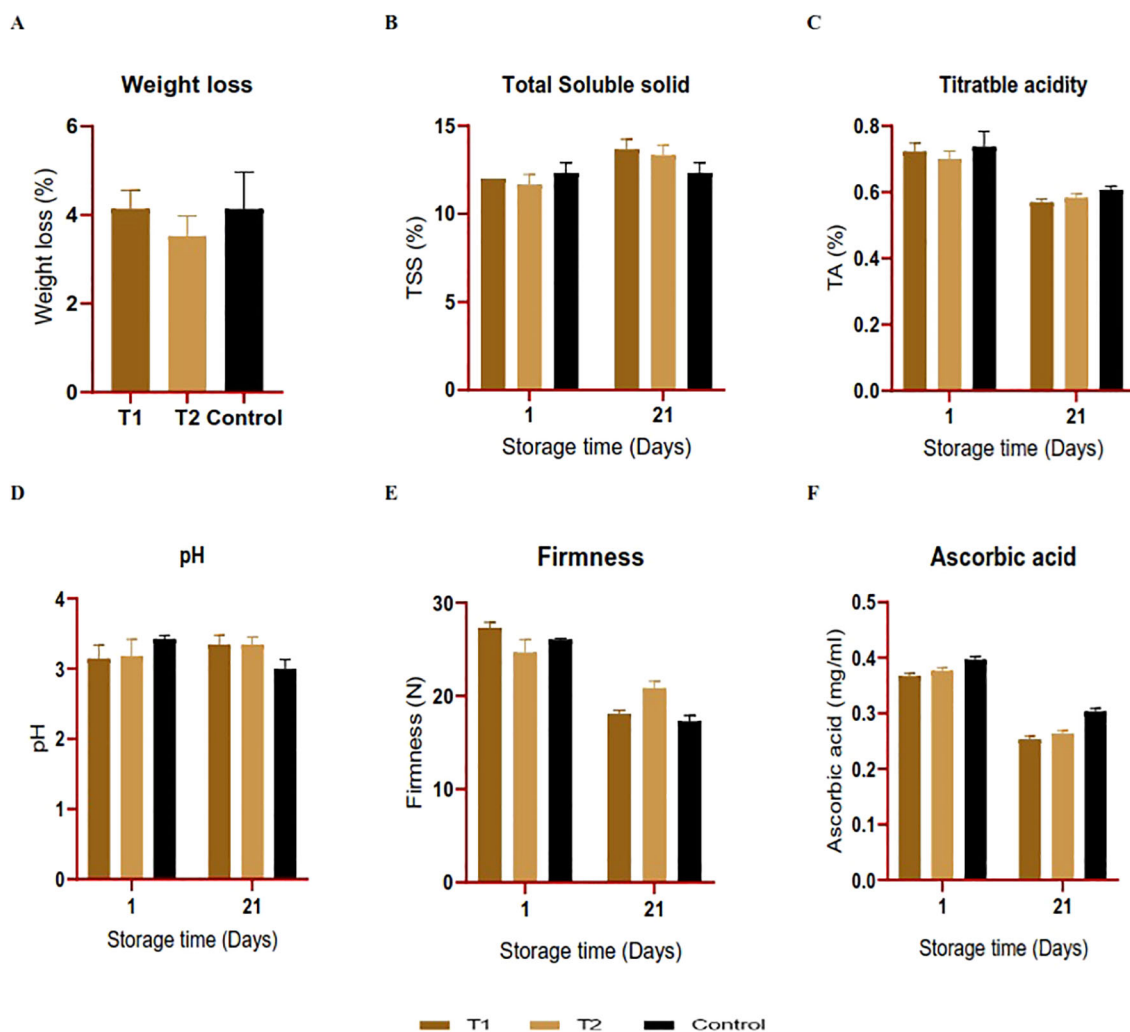 A
B
C
Weight loss
Total Soluble solid
Titratble acidity
Weight loss (%)
6
4
2
0
T1 T2 Control
TSS (%)
15
10
5
0
1 21
Storage time (Days)
TA (%)
0.8
0.6
0.4
0.2
0.0
1 21
Storage time (Days)
D
E
F
pH
Firmness
Ascorbic acid
pH
4
3
2
1
0
1 21
Storage time (Days)
Firmness (N)
30
20
10
0
1 21
Storage time (Days)
Ascorbic acid (mg/ml)
0.5
0.4
0.3
0.2
0.1
0.0
1 21
Storage time (Days)
T1 T2 Control